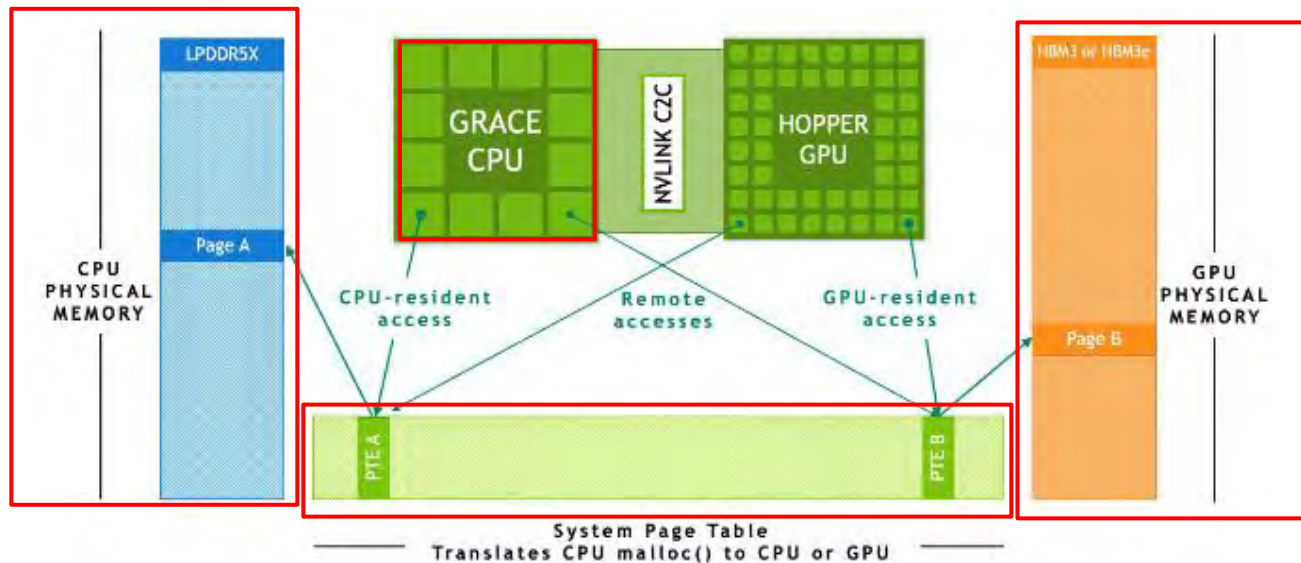 LPDDR5X
Page A
CPU
PHYSICAL
MEMORY
GRACE
CPU
NVLINK C2C
HOPPER
GPU
HBM3 or HBM3e
Page B
GPU
PHYSICAL
MEMORY
CPU-resident
access
Remote
accesses
GPU-resident
access
PTE A
PTE B
System Page Table
Translates CPU malloc() to CPU or GPU